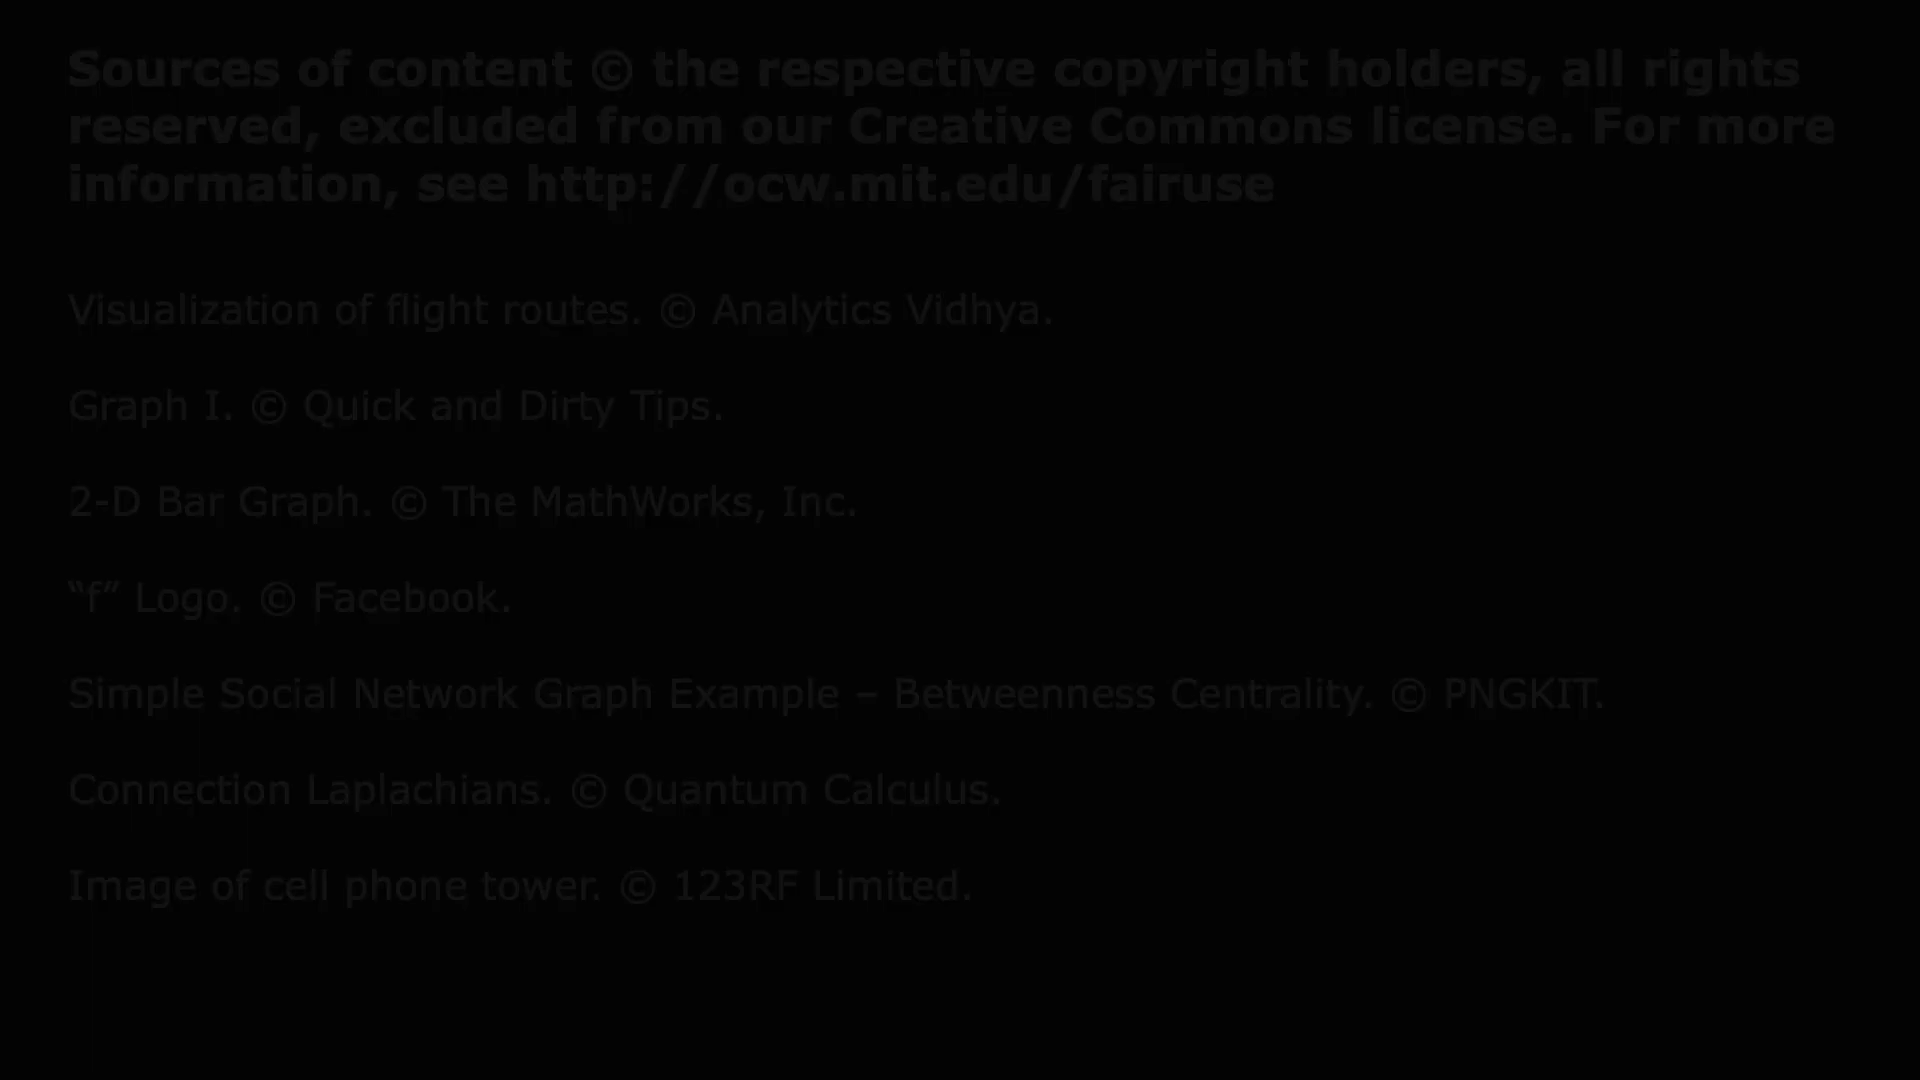 Sources of content © the respective copyright holders, all rights
reserved, excluded from our Creative Commons license. For more
information, see http://ocw.mit.edu/fairuse
Visualization of flight routes. © Analytics Vidhya.
Graph I. © Quick and Dirty Tips.
2-D Bar Graph. © The MathWorks, Inc.
“f” Logo. © Facebook.
Simple Social Network Graph Example – Betweenness Centrality. © PNGKIT.
Connection Laplachians. © Quantum Calculus.
Image of cell phone tower. © 123RF Limited.